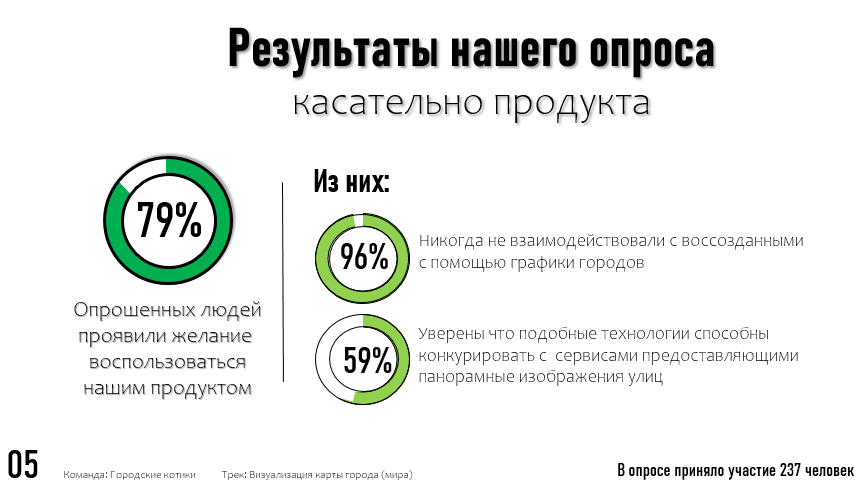 Результаты нашего опроса
касательно продукта
79%
Опрошенных людей
проявили желание
воспользоваться
нашим продуктом
Из них:
96%
Никогда не взаимодействовали с воссозданными
с помощью графики городов
59%
Уверены что подобные технологии способны
конкурировать с сервисами предоставляющими
панорамные изображения улиц
05
Команда: Городские котики
Трек: Визуализация карты города (мира)
В опросе приняло участие 237 человек